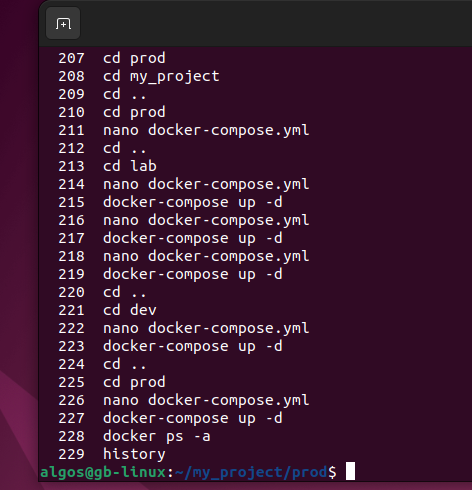 207 cd prod
208 cd my_project
209 cd ..
210 cd prod
211 nano docker-compose.yml
212 cd ..
213 cd lab
214 nano docker-compose.yml
215 docker-compose up -d
216 nano docker-compose.yml
217 docker-compose up -d
218 nano docker-compose.yml
219 docker-compose up -d
220 cd ..
221 cd dev
222 nano docker-compose.yml
223 docker-compose up -d
224 cd ..
225 cd prod
226 nano docker-compose.yml
227 docker-compose up -d
228 docker ps -a
229 history
algos@gb-linux:~/my_project/prod$